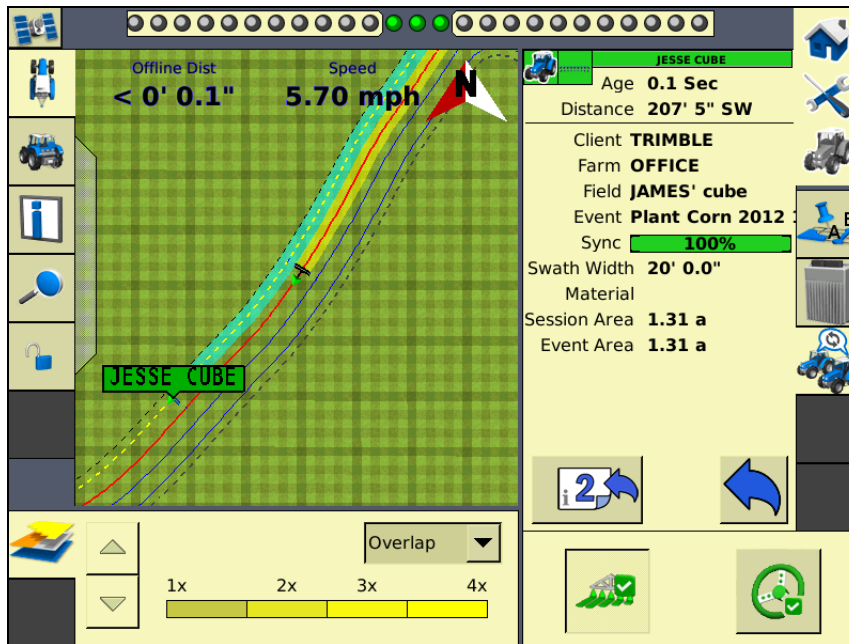 Offline Dist
Speed
< 0' 0.1"
5.70 mph
N
JESSE CUBE
JESSE CUBE
Age 0.1 Sec
Distance 207' 5" SW
Client TRIMBLE
Farm OFFICE
Field JAMES' cube
Event Plant Corn 2012
Sync 100%
Swath Width 20' 0.0"
Material
Session Area 1.31 a
Event Area 1.31 a
A
i 2
Overlap
1x 2x 3x 4x